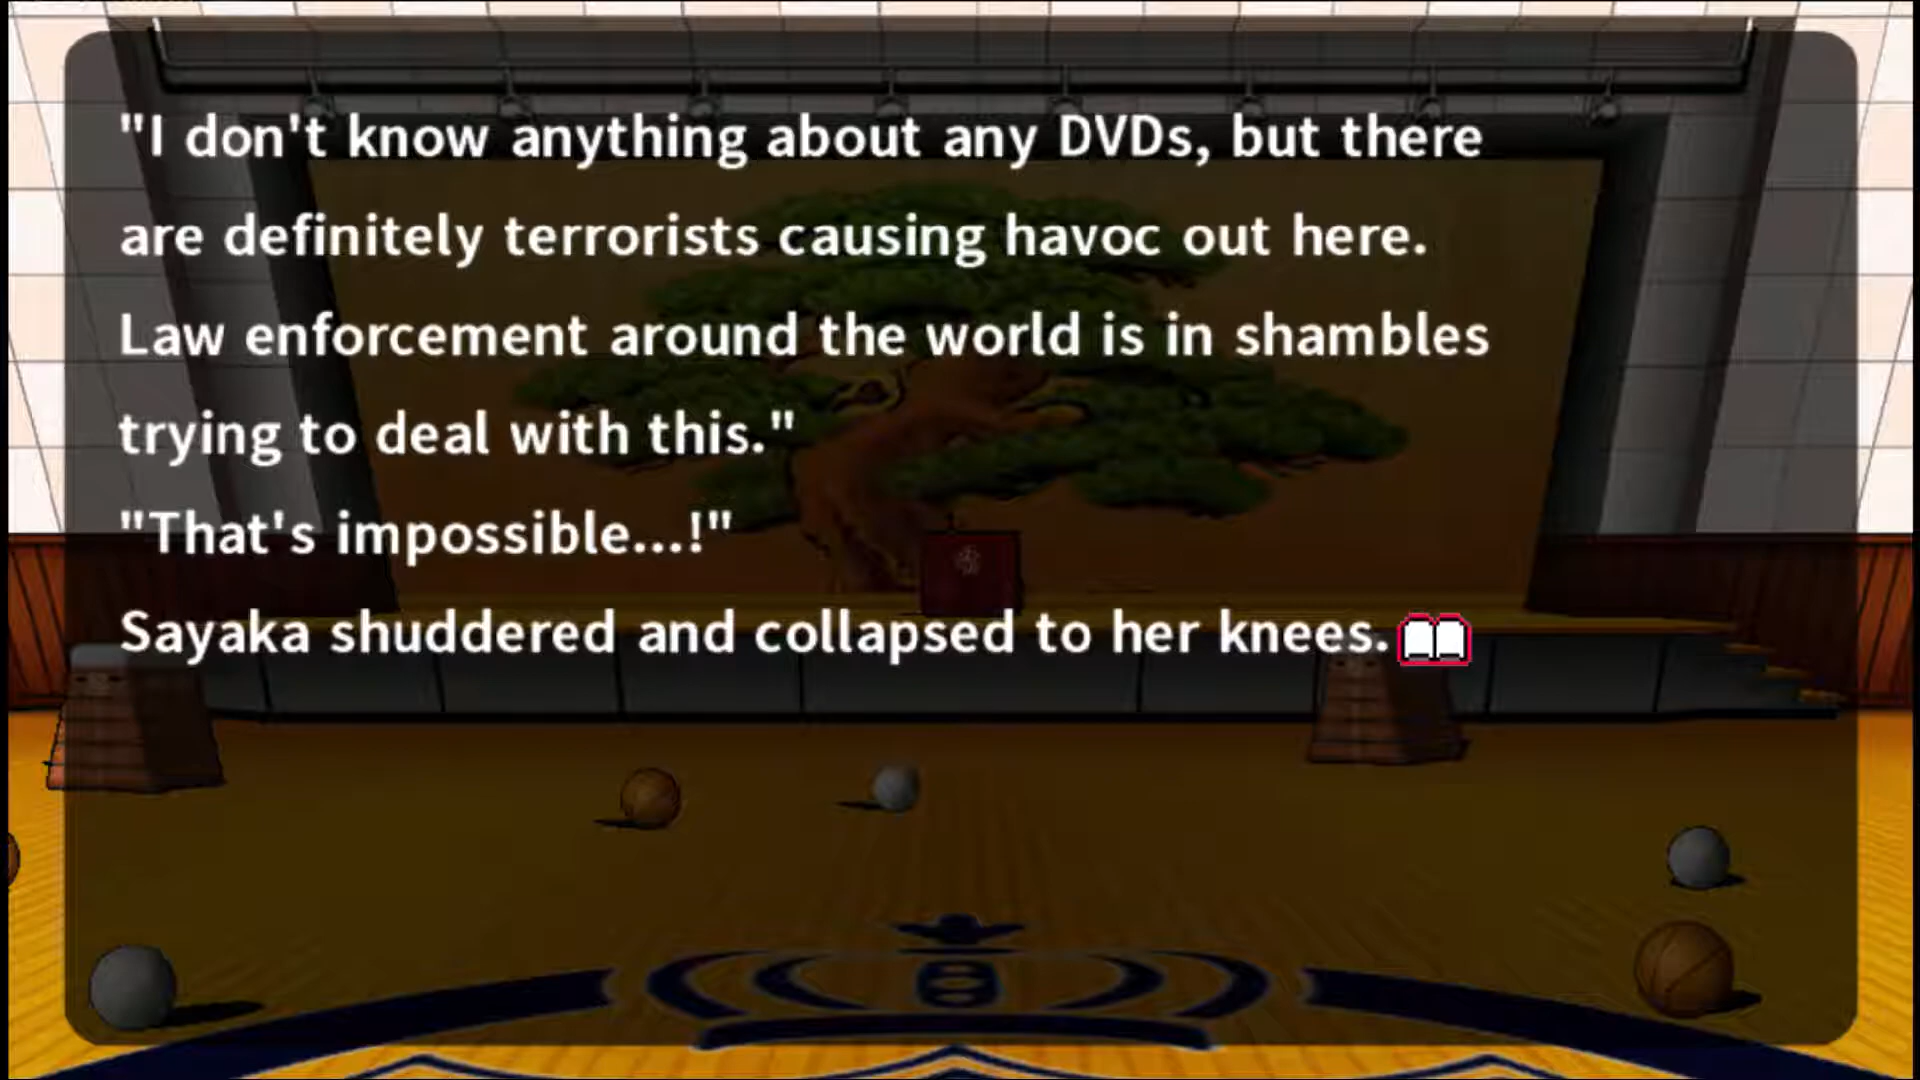 "I don't know anything about any DVDs, but there
are definitely terrorists causing havoc out here.
Law enforcement around the world is in shambles
trying to deal with this."
"That's impossible...!"
Sayaka shuddered and collapsed to her knees.